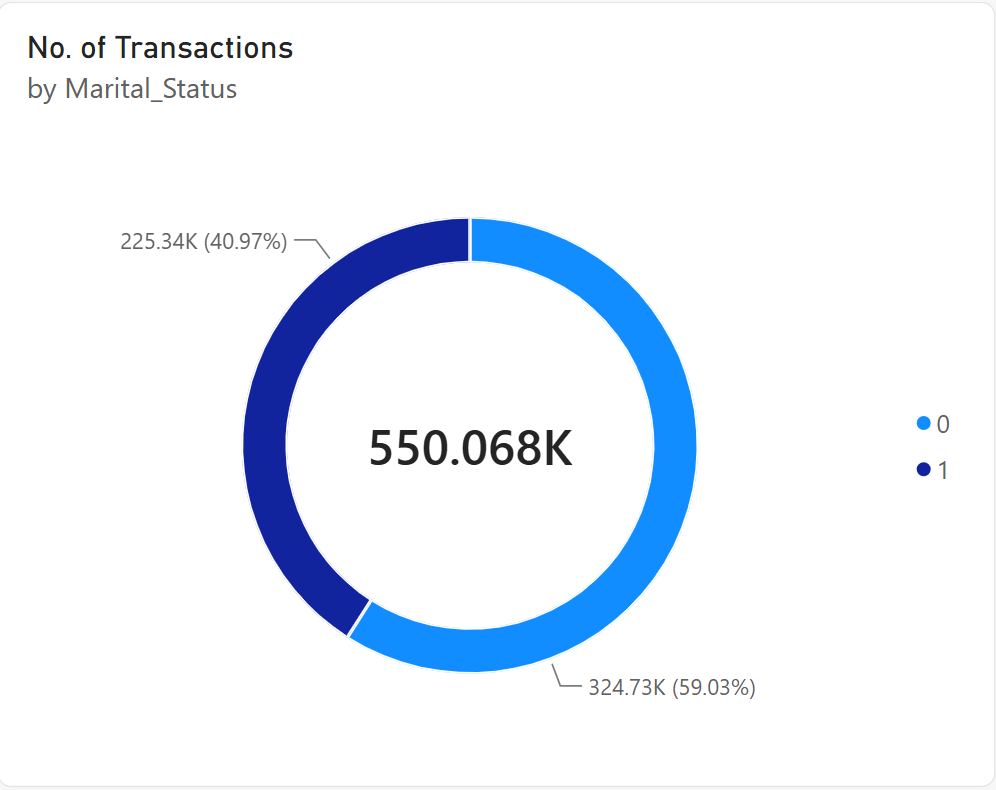 No. of Transactions
by Marital_Status
225.34K (40.97%)
550.068K
0
1
324.73K (59.03%)